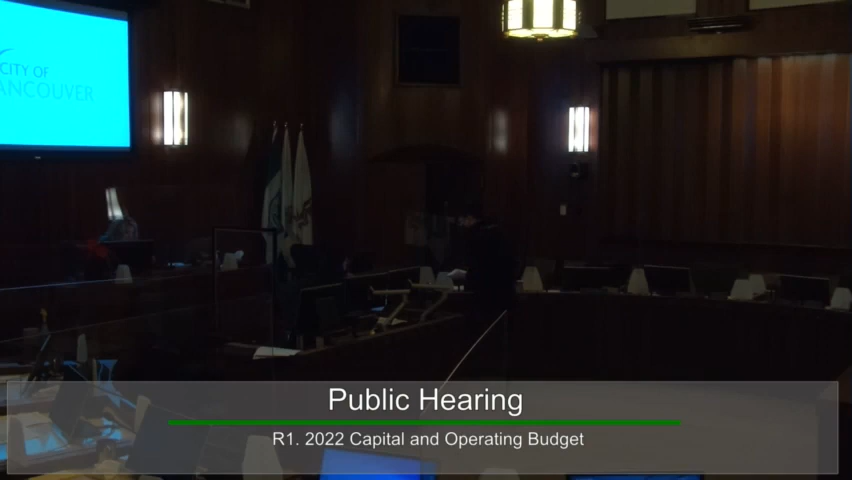 CITY OF
ANCOUVER
Public Hearing
R1. 2022 Capital and Operating Budget